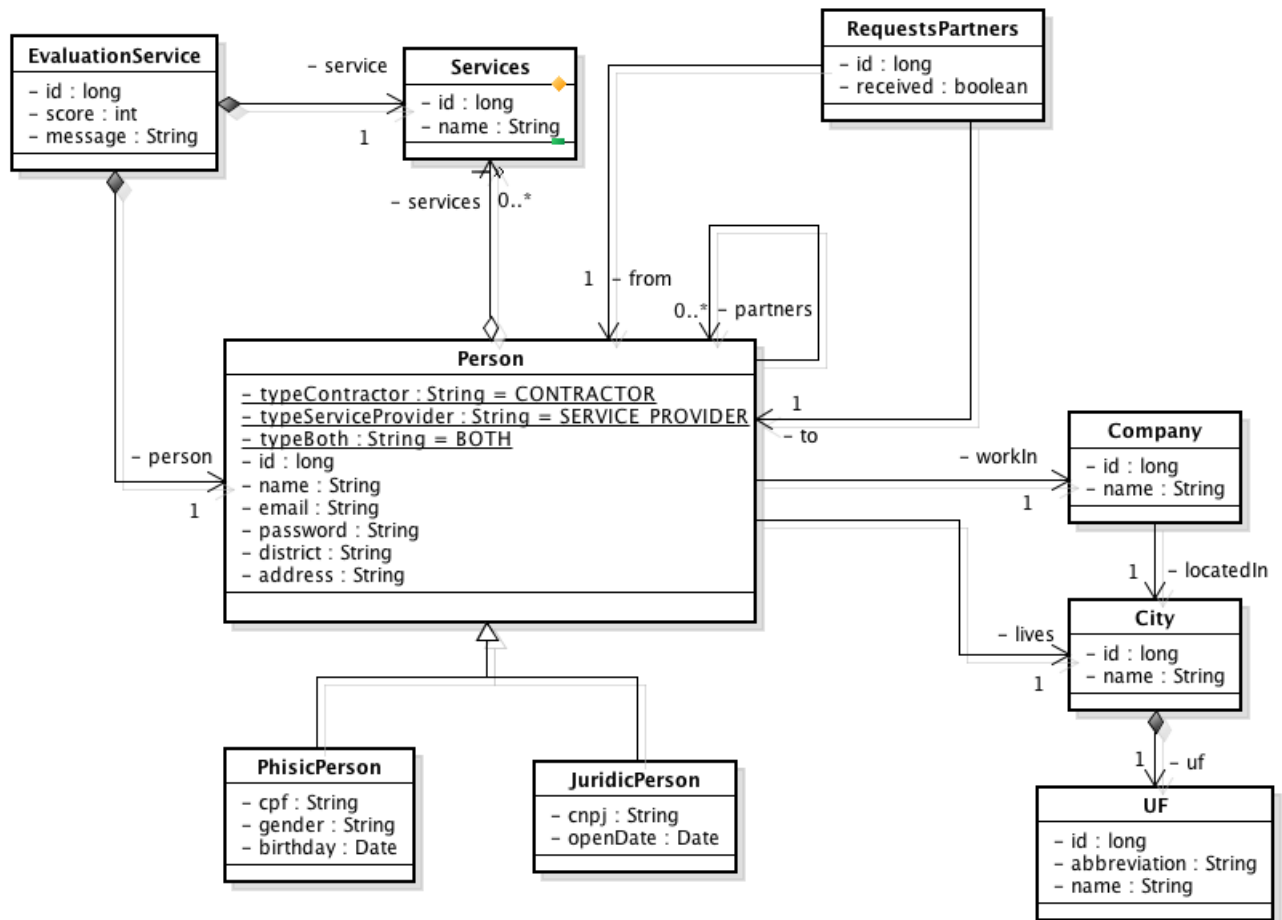 EvaluationService
- id : long
- score : int
- message : String
- service
1
Services
- id : long
- name : String
RequestsPartners
- id : long
- received : boolean
- services
0..*
1
- from
0..*
- partners
Person
- typeContractor : String = CONTRACTOR
- typeServiceProvider : String = SERVICE_PROVIDER
- typeBoth : String = BOTH
- id : long
- name : String
- email : String
- password : String
- district : String
- address : String
- person
1
1
- to
- workIn
1
Company
- id : long
- name : String
1
- locatedIn
- lives
1
City
- id : long
- name : String
1
- uf
UF
- id : long
- abbreviation : String
- name : String
PhisicPerson
- cpf : String
- gender : String
- birthday : Date
JuridicPerson
- cnpj : String
- openDate : Date